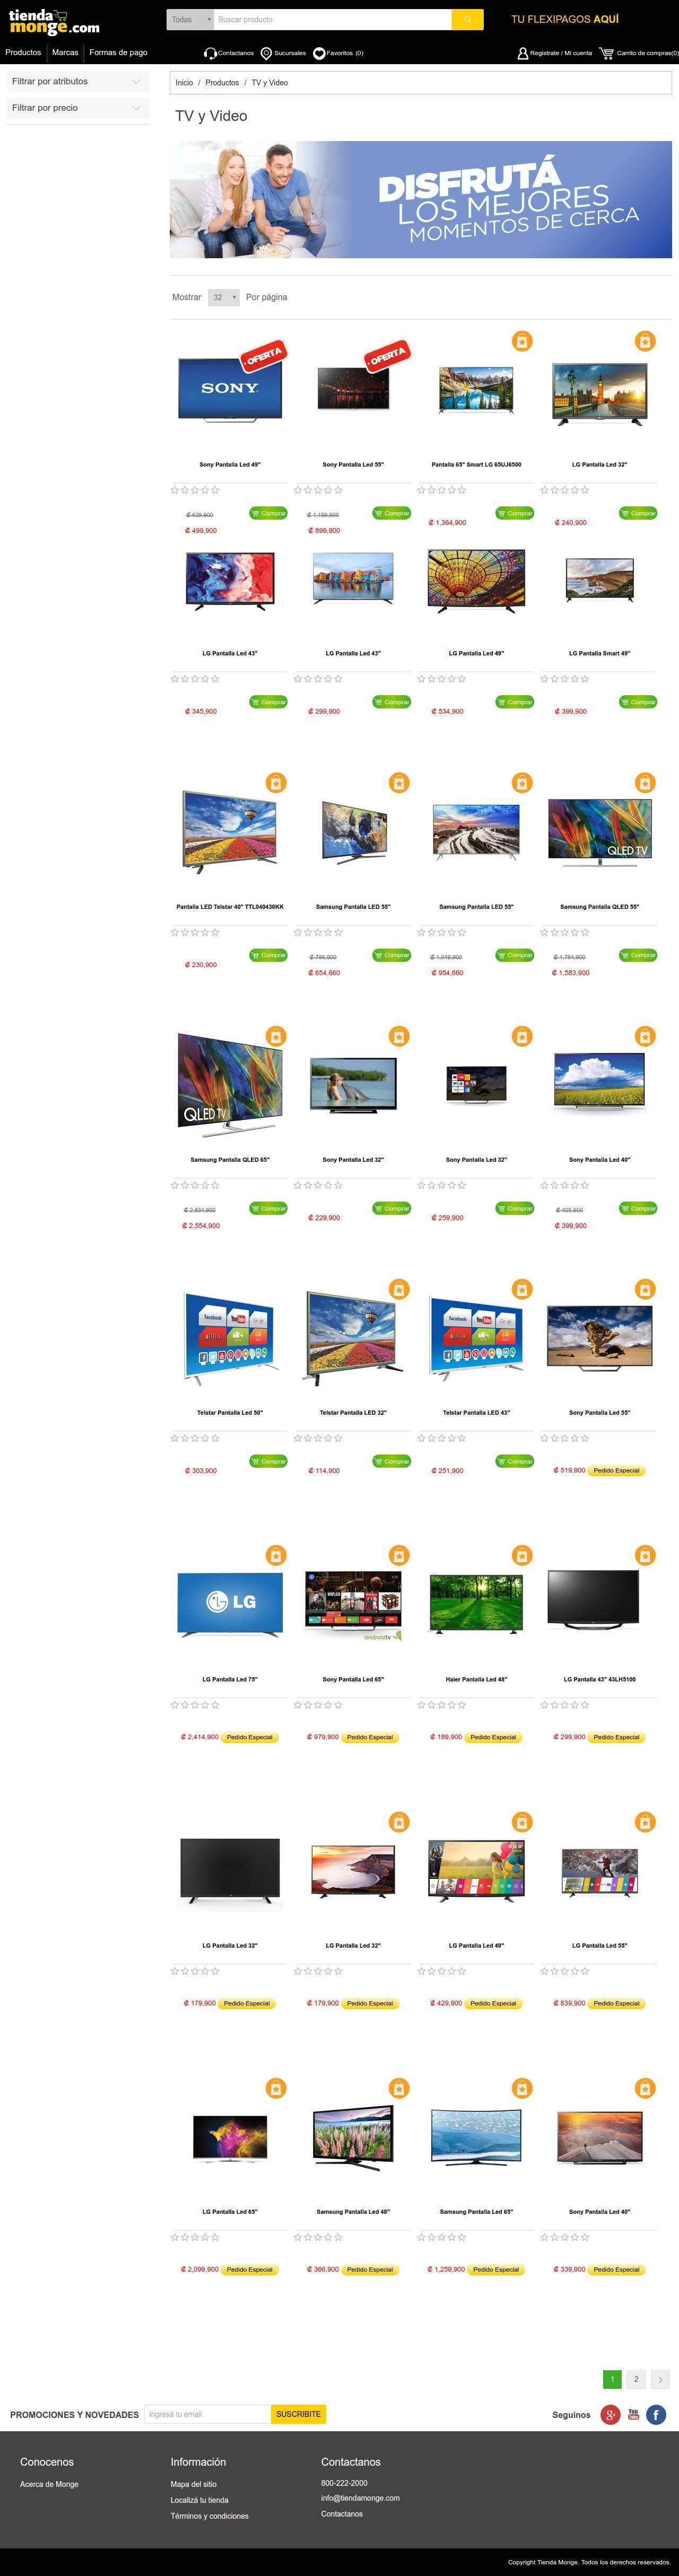 tienda
monge.com
Todas
Buscar producto
TU FLEXIPAGOS AQUÍ
Productos Marcas Formas de pago
Contactanos Sucursales Favoritos (0)
Registrate / Mi cuenta Carrito de compras(0)
Filtrar por atributos
Filtrar por precio
Inicio / Productos / TV y Video
TV y Video
DISFRUTÁ
LOS MEJORES
MOMENTOS DE CERCA
Mostrar 32 Por página
OFERTA OFERTA
SONY
Sony Pantalla Led 49" Sony Pantalla Led 55" Pantalla 65" Smart LG 65UJ6500 LG Pantalla Led 32"
₡ 629,900 Comprar ₡ 1,199,900 Comprar Comprar Comprar
₡ 499,900 ₡ 899,900 ₡ 1,364,900 ₡ 240,900
LG Pantalla Led 43" LG Pantalla Led 43" LG Pantalla Led 49" LG Pantalla Smart 49"
Comprar Comprar Comprar Comprar
₡ 345,900 ₡ 299,900 ₡ 534,900 ₡ 399,900
QLED TV
Pantalla LED Telstar 40" TTL040430KK Samsung Pantalla LED 55" Samsung Pantalla LED 55" Samsung Pantalla QLED 55"
Comprar ₡ 786,900 Comprar ₡ 1,049,900 Comprar ₡ 1,784,900 Comprar
₡ 230,900 ₡ 654,660 ₡ 954,660 ₡ 1,583,900
QLED TV
Samsung Pantalla QLED 65" Sony Pantalla Led 32" Sony Pantalla Led 32" Sony Pantalla Led 40"
₡ 2,834,900 Comprar Comprar Comprar ₡ 405,900 Comprar
₡ 2,554,900 ₡ 229,900 ₡ 259,900 ₡ 399,900
facebook YouTube
facebook YouTube
Telstar Pantalla Led 50" Telstar Pantalla LED 32" Telstar Pantalla LED 43" Sony Pantalla Led 55"
Comprar Comprar Comprar
₡ 303,900 ₡ 114,900 ₡ 251,900 ₡ 519,900 Pedido Especial
LG
androidtv
LG Pantalla Led 75" Sony Pantalla Led 65" Haier Pantalla Led 48" LG Pantalla 43" 43LH5100
₡ 2,414,900 Pedido Especial ₡ 979,900 Pedido Especial ₡ 189,900 Pedido Especial ₡ 299,900 Pedido Especial
LG Pantalla Led 32" LG Pantalla Led 32" LG Pantalla Led 49" LG Pantalla Led 55"
₡ 179,900 Pedido Especial ₡ 179,900 Pedido Especial ₡ 429,900 Pedido Especial ₡ 839,900 Pedido Especial
LG Pantalla Led 65" Samsung Pantalla Led 48" Samsung Pantalla Led 65" Sony Pantalla Led 40"
₡ 2,099,900 Pedido Especial ₡ 366,900 Pedido Especial ₡ 1,259,900 Pedido Especial ₡ 339,900 Pedido Especial
1 2
PROMOCIONES Y NOVEDADES Ingresá tu email SUSCRIBITE
Seguinos g+ You Tube f
Conocenos Información Contactanos
Acerca de Monge Mapa del sitio 800-222-2000
Localizá tu tienda info@tiendamonge.com
Términos y condiciones Contactanos
Copyright Tienda Monge. Todos los derechos reservados.